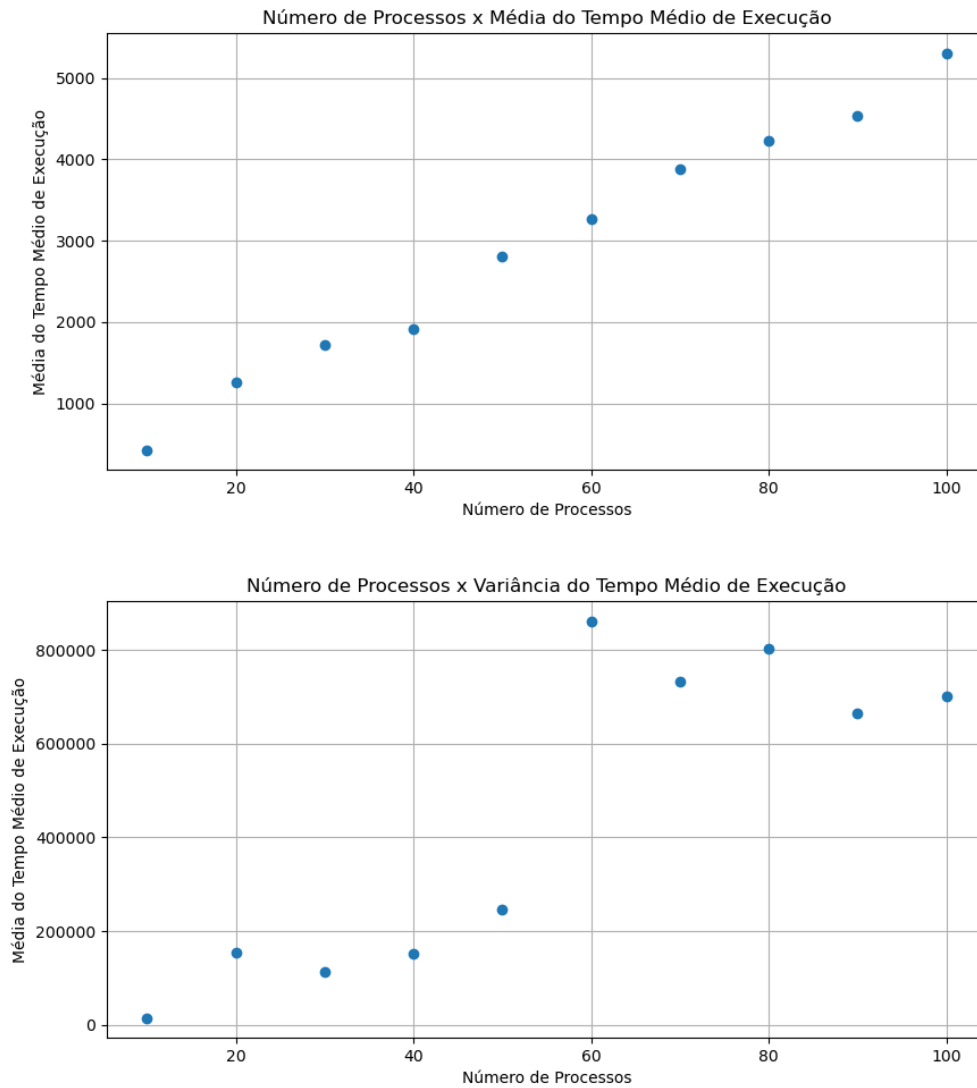 Número de Processos x Média do Tempo Médio de Execução
Média do Tempo Médio de Execução
5000
4000
3000
2000
1000
20 40 60 80 100
Número de Processos
Número de Processos x Variância do Tempo Médio de Execução
Média do Tempo Médio de Execução
800000
600000
400000
200000
0
20 40 60 80 100
Número de Processos